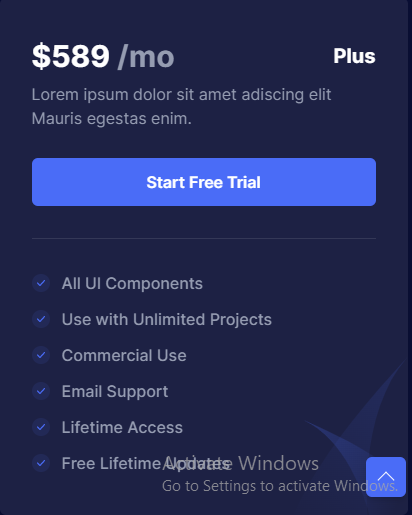 $589 /mo Plus
Lorem ipsum dolor sit amet adiscing elit
Mauris egestas enim.
Start Free Trial
All UI Components
Use with Unlimited Projects
Commercial Use
Email Support
Lifetime Access
Free Lifetime Updates
Activate Windows
Go to Settings to activate Windows.